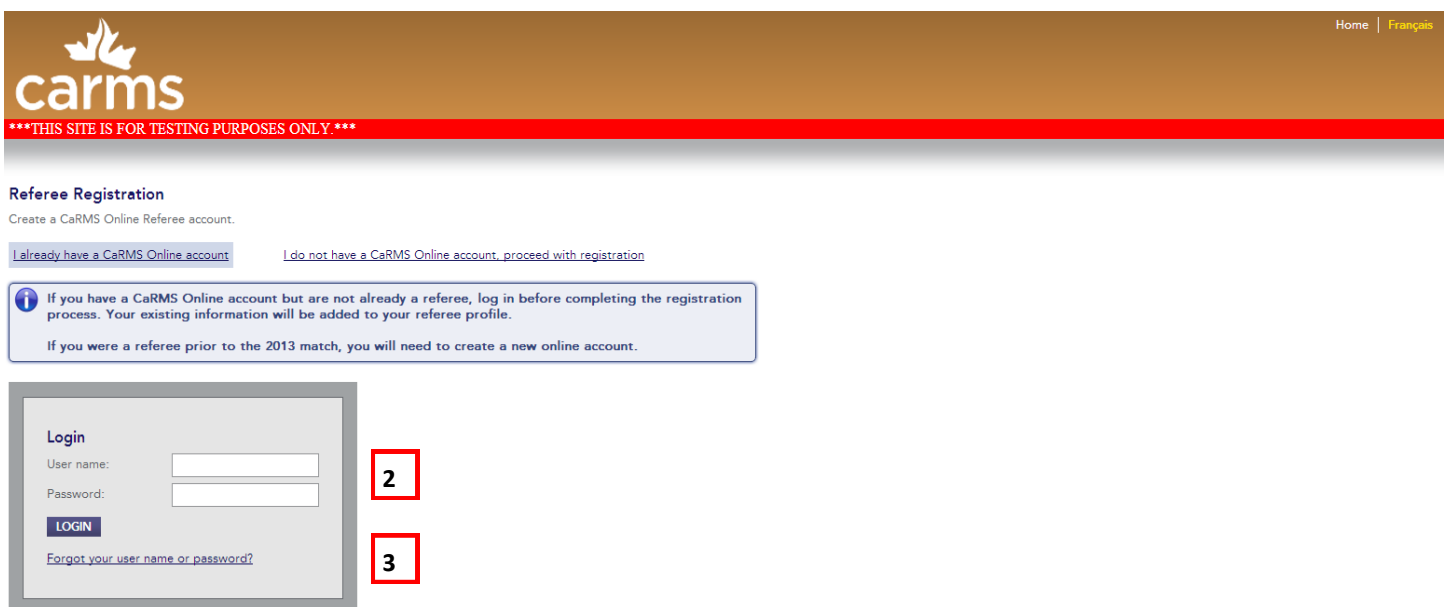 Home | Français
carms
***THIS SITE IS FOR TESTING PURPOSES ONLY.***
Referee Registration
Create a CaRMS Online Referee account.
I already have a CaRMS Online account
I do not have a CaRMS Online account, proceed with registration
If you have a CaRMS Online account but are not already a referee, log in before completing the registration
process. Your existing information will be added to your referee profile.
If you were a referee prior to the 2013 match, you will need to create a new online account.
Login
User name:
2
Password:
LOGIN
Forgot your user name or password?
3